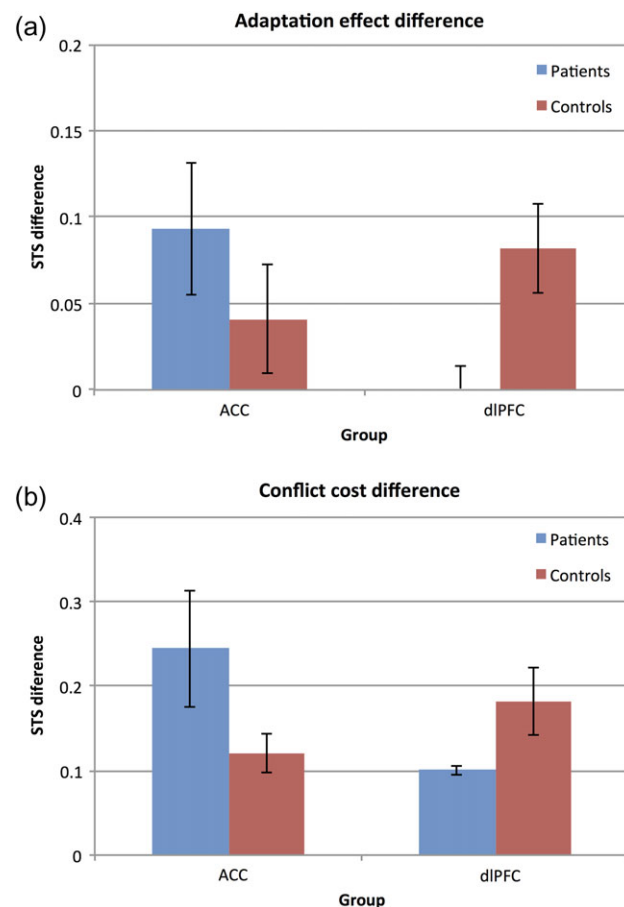 (a)
Adaptation effect difference
0.2
Patients
Controls
0.15
0.1
0.05
0
STS difference
ACC
dlPFC
Group
(b)
Conflict cost difference
0.4
Patients
Controls
0.3
0.2
0.1
0
STS diference
ACC
dlPFC
Group